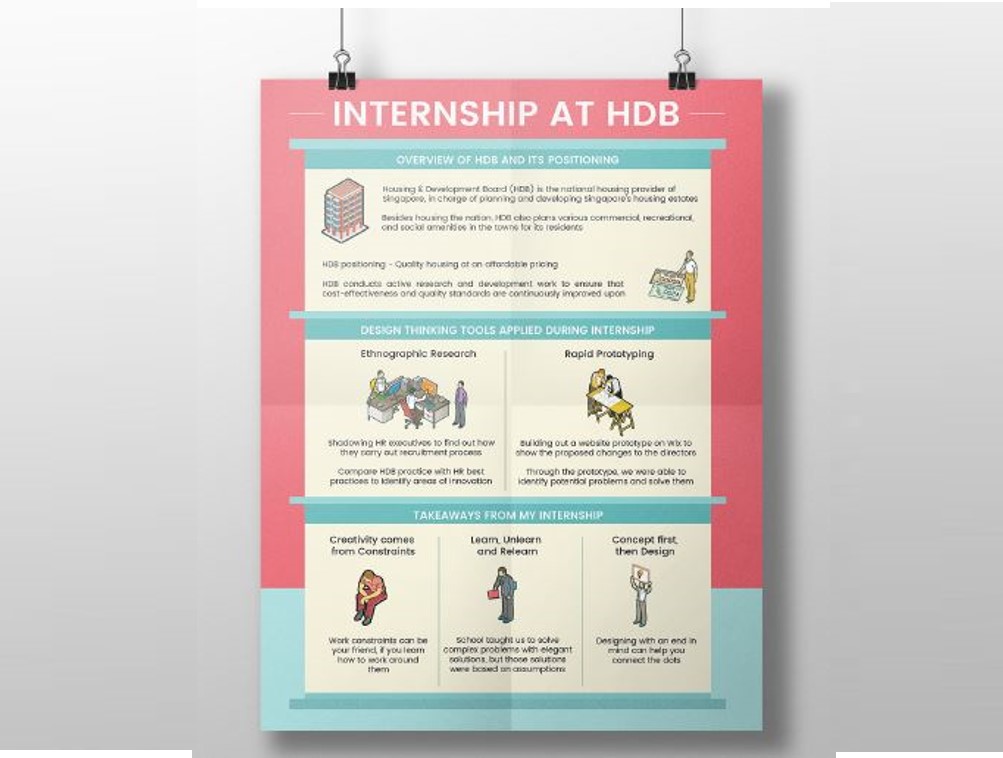 INTERNSHIP AT HDB
OVERVIEW OF HDB AND ITS POSITIONING
Housing & Development Board (HDB) is the national housing provider of
Singapore, in charge of planning and developing Singapore's housing estates
Besides housing the nation, HDB also plans various commercial, recreational,
and social amenities in the towns for its residents
HDB positioning - Quality housing at an affordable pricing
HDB conducts active research and development work to ensure that
cost-effectiveness and quality standards are continuously improved upon
DESIGN THINKING TOOLS APPLIED DURING INTERNSHIP
Ethnographic Research
Shadowing HR executives to find out how
they carry out recruitment process
Compare HDB practice with HR best
practices to identify areas of innovation
Rapid Prototyping
Building out a website prototype on Wix to
show the proposed changes to the directors
Through the prototype, we were able to
identify potential problems and solve them
TAKEAWAYS FROM MY INTERNSHIP
Creativity comes
from Constraints
Work constraints can be
your friend, if you learn
how to work around
them
Learn, Unlearn
and Relearn
School taught us to solve
complex problems with elegant
solutions, but those solutions
were based on assumptions
Concept first,
then Design
Designing with an end in
mind can help you
connect the dots